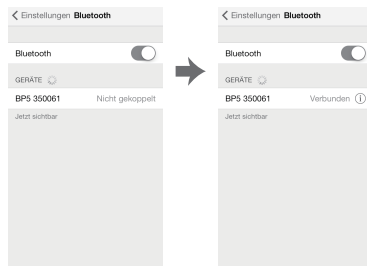 Einstellungen Bluetooth
Bluetooth
GERÄTE
BP5 350061 Nicht gekoppelt
Jetzt sichtbar
Einstellungen Bluetooth
Bluetooth
GERÄTE
BP5 350061 Verbunden
Jetzt sichtbar